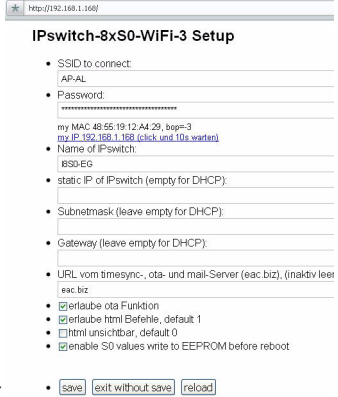 http://192.168.1.168/
IPswitch-8xS0-WiFi-3 Setup
SSID to connect:
AP-AL
Password:
************************************
my MAC 48:55:19:12:A4:29, bop=-3
my IP 192.168.1.168 (click und 10s warten)
Name of IPswitch:
I8S0-EG
static IP of IPswitch (empty for DHCP):
Subnetmask (leave empty for DHCP):
Gateway (leave empty for DHCP):
URL vom timesync-, ota- und mail-Server (eac.biz), (inaktiv leer
eac.biz
erlaube ota Funktion
erlaube html Befehle, default 1
html unsichtbar, default 0
enable S0 values write to EEPROM before reboot
save exit without save reload